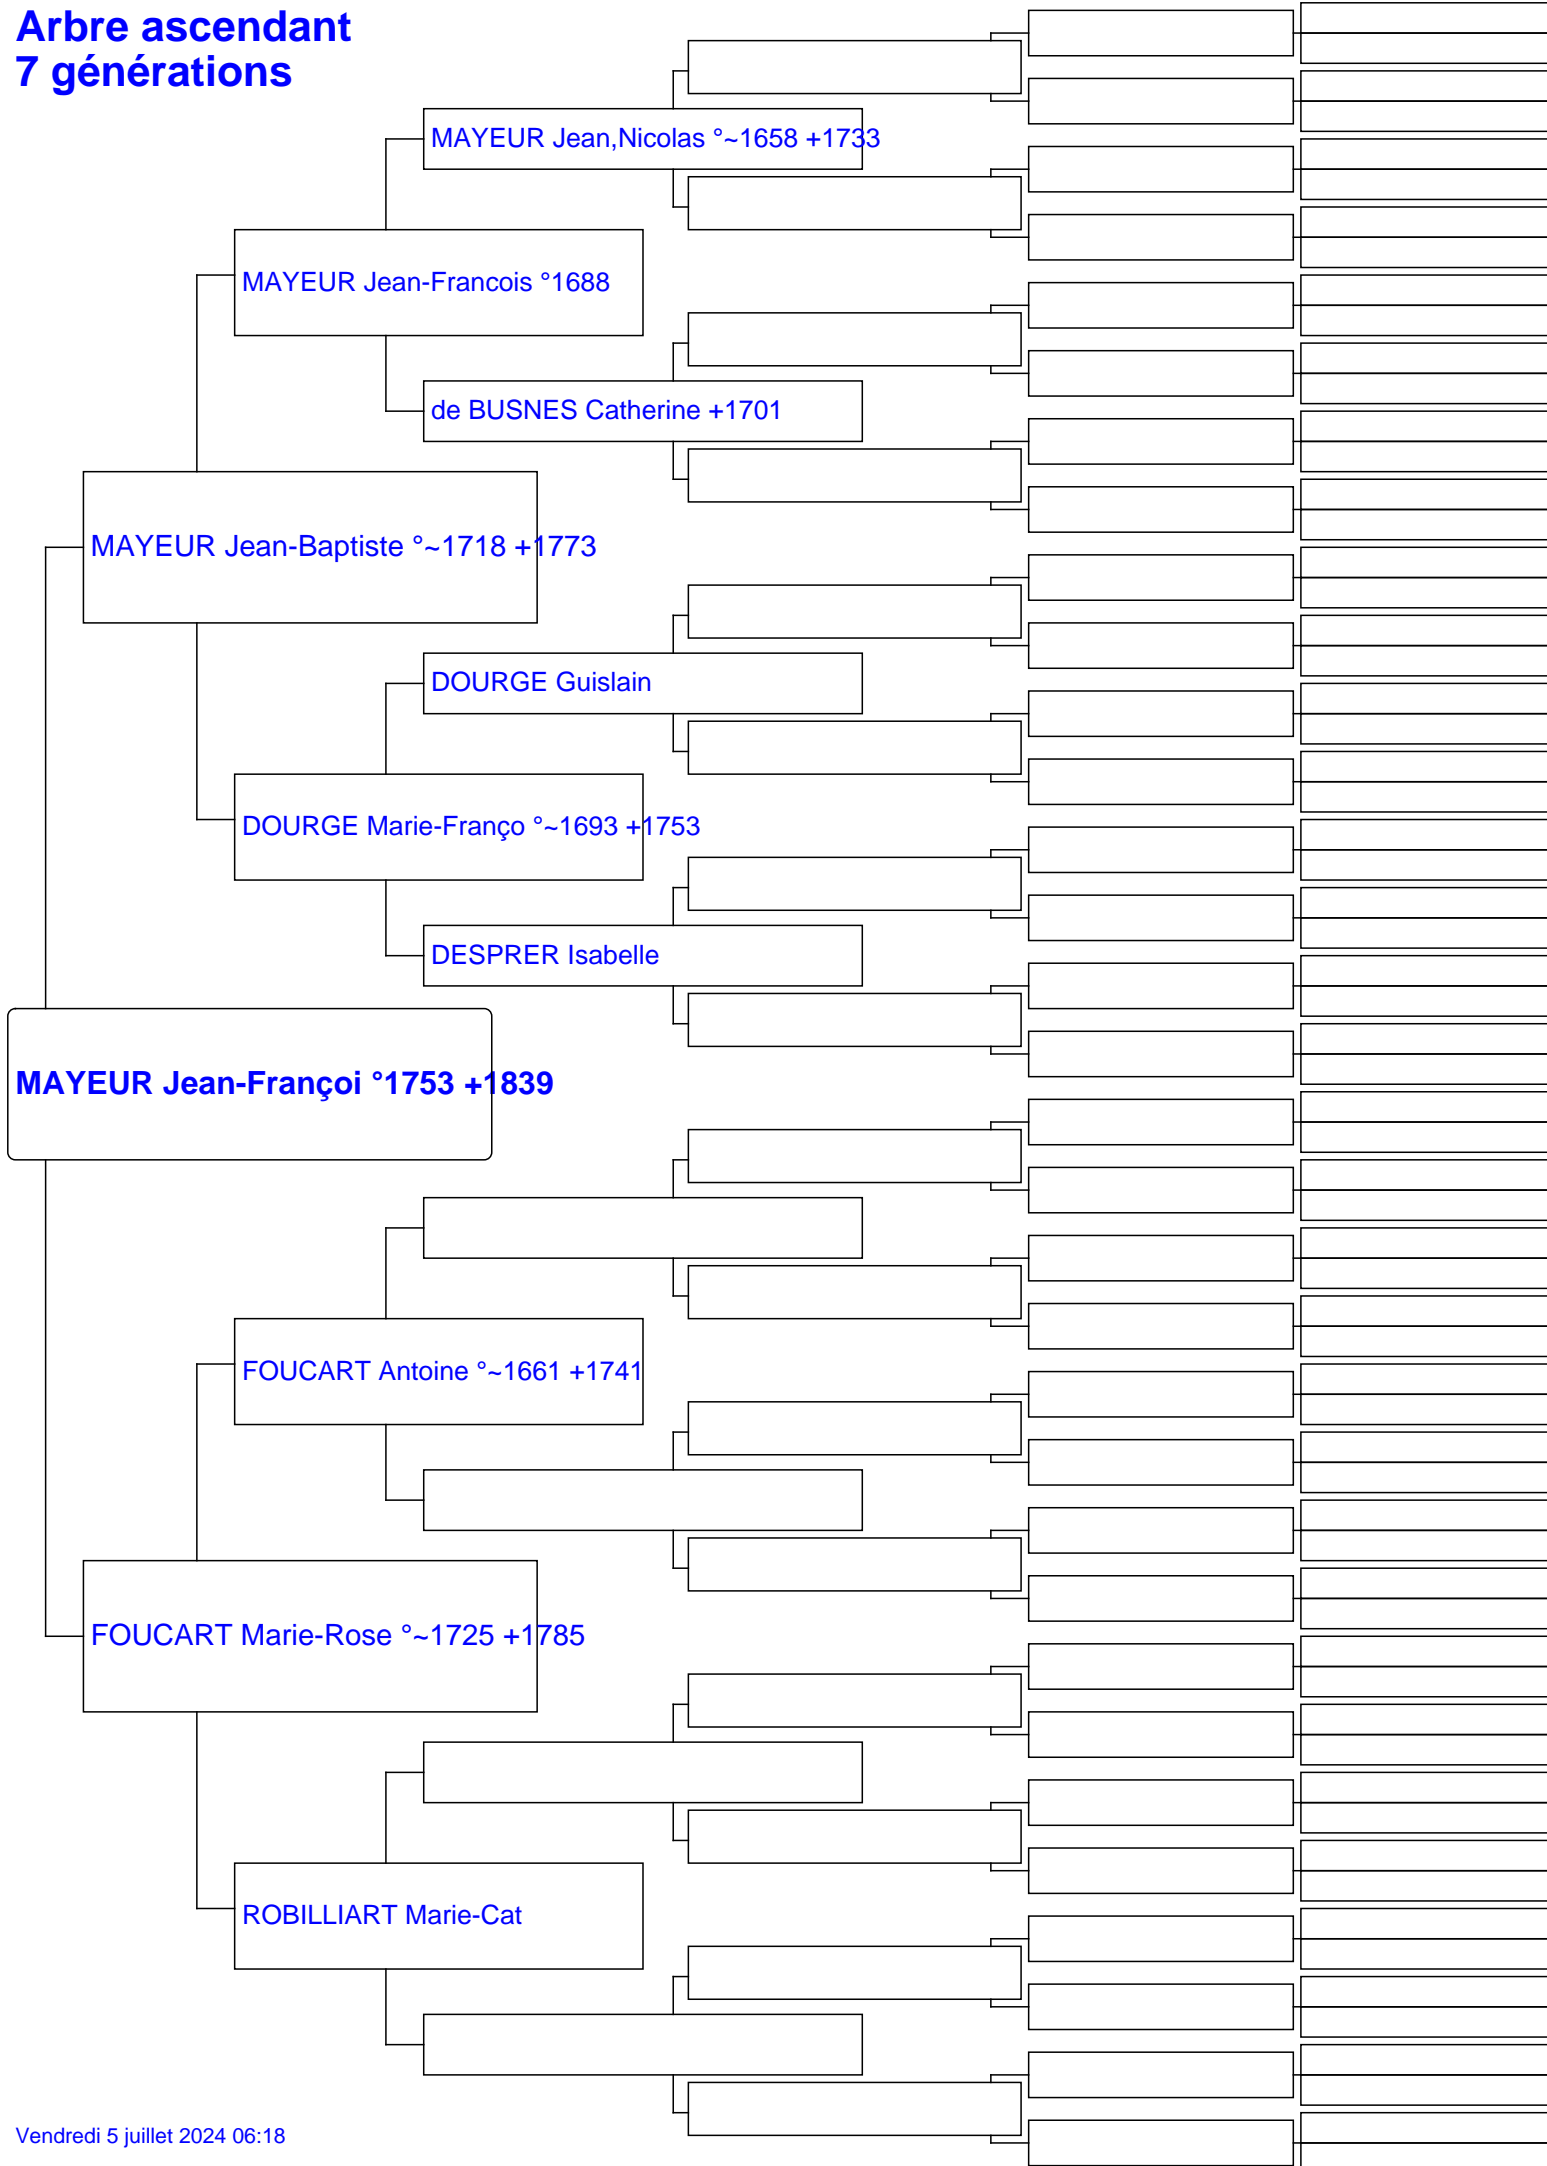 Arbre ascendant
7 générations
MAYEUR Jean,Nicolas °~1658 +1733
MAYEUR Jean-Francois °1688
de BUSNES Catherine +1701
MAYEUR Jean-Baptiste °~1718 +1773
DOURGE Guislain
DOURGE Marie-Franço °~1693 +1753
DESPRER Isabelle
MAYEUR Jean-Françoi °1753 +1839
FOUCART Antoine °~1661 +1741
FOUCART Marie-Rose °~1725 +1785
ROBILLIART Marie-Cat
Vendredi 5 juillet 2024 06:18